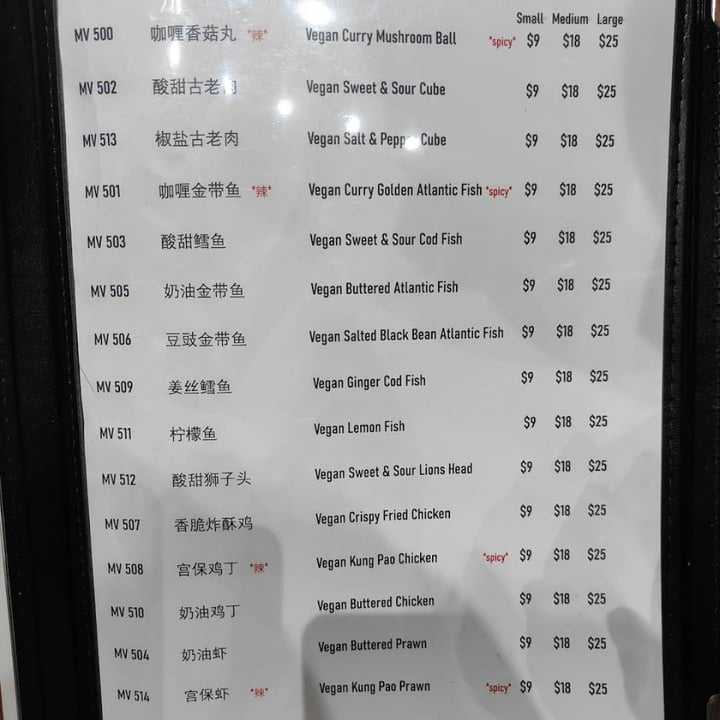 Small Medium Large
MV 500 咖喱香菇丸 *辣* Vegan Curry Mushroom Ball *spicy* $9 $18 $25
MV 502 酸甜古老肉 Vegan Sweet & Sour Cube $9 $18 $25
MV 513 椒盐古老肉 Vegan Salt & Pepper Cube $9 $18 $25
MV 501 咖喱金带鱼 *辣* Vegan Curry Golden Atlantic Fish *spicy* $9 $18 $25
MV 503 酸甜鳕鱼 Vegan Sweet & Sour Cod Fish $9 $18 $25
MV 505 奶油金带鱼 Vegan Buttered Atlantic Fish $9 $18 $25
MV 506 豆豉金带鱼 Vegan Salted Black Bean Atlantic Fish $9 $18 $25
MV 509 姜丝鳕鱼 Vegan Ginger Cod Fish $9 $18 $25
MV 511 柠檬鱼 Vegan Lemon Fish $9 $18 $25
MV 512 酸甜狮子头 Vegan Sweet & Sour Lions Head $9 $18 $25
MV 507 香脆炸酥鸡 Vegan Crispy Fried Chicken $9 $18 $25
MV 508 宫保鸡丁 *辣* Vegan Kung Pao Chicken *spicy* $9 $18 $25
MV 510 奶油鸡丁 Vegan Buttered Chicken $9 $18 $25
MV 504 奶油虾 Vegan Buttered Prawn $9 $18 $25
MV 514 宫保虾 *辣* Vegan Kung Pao Prawn *spicy* $9 $18 $25